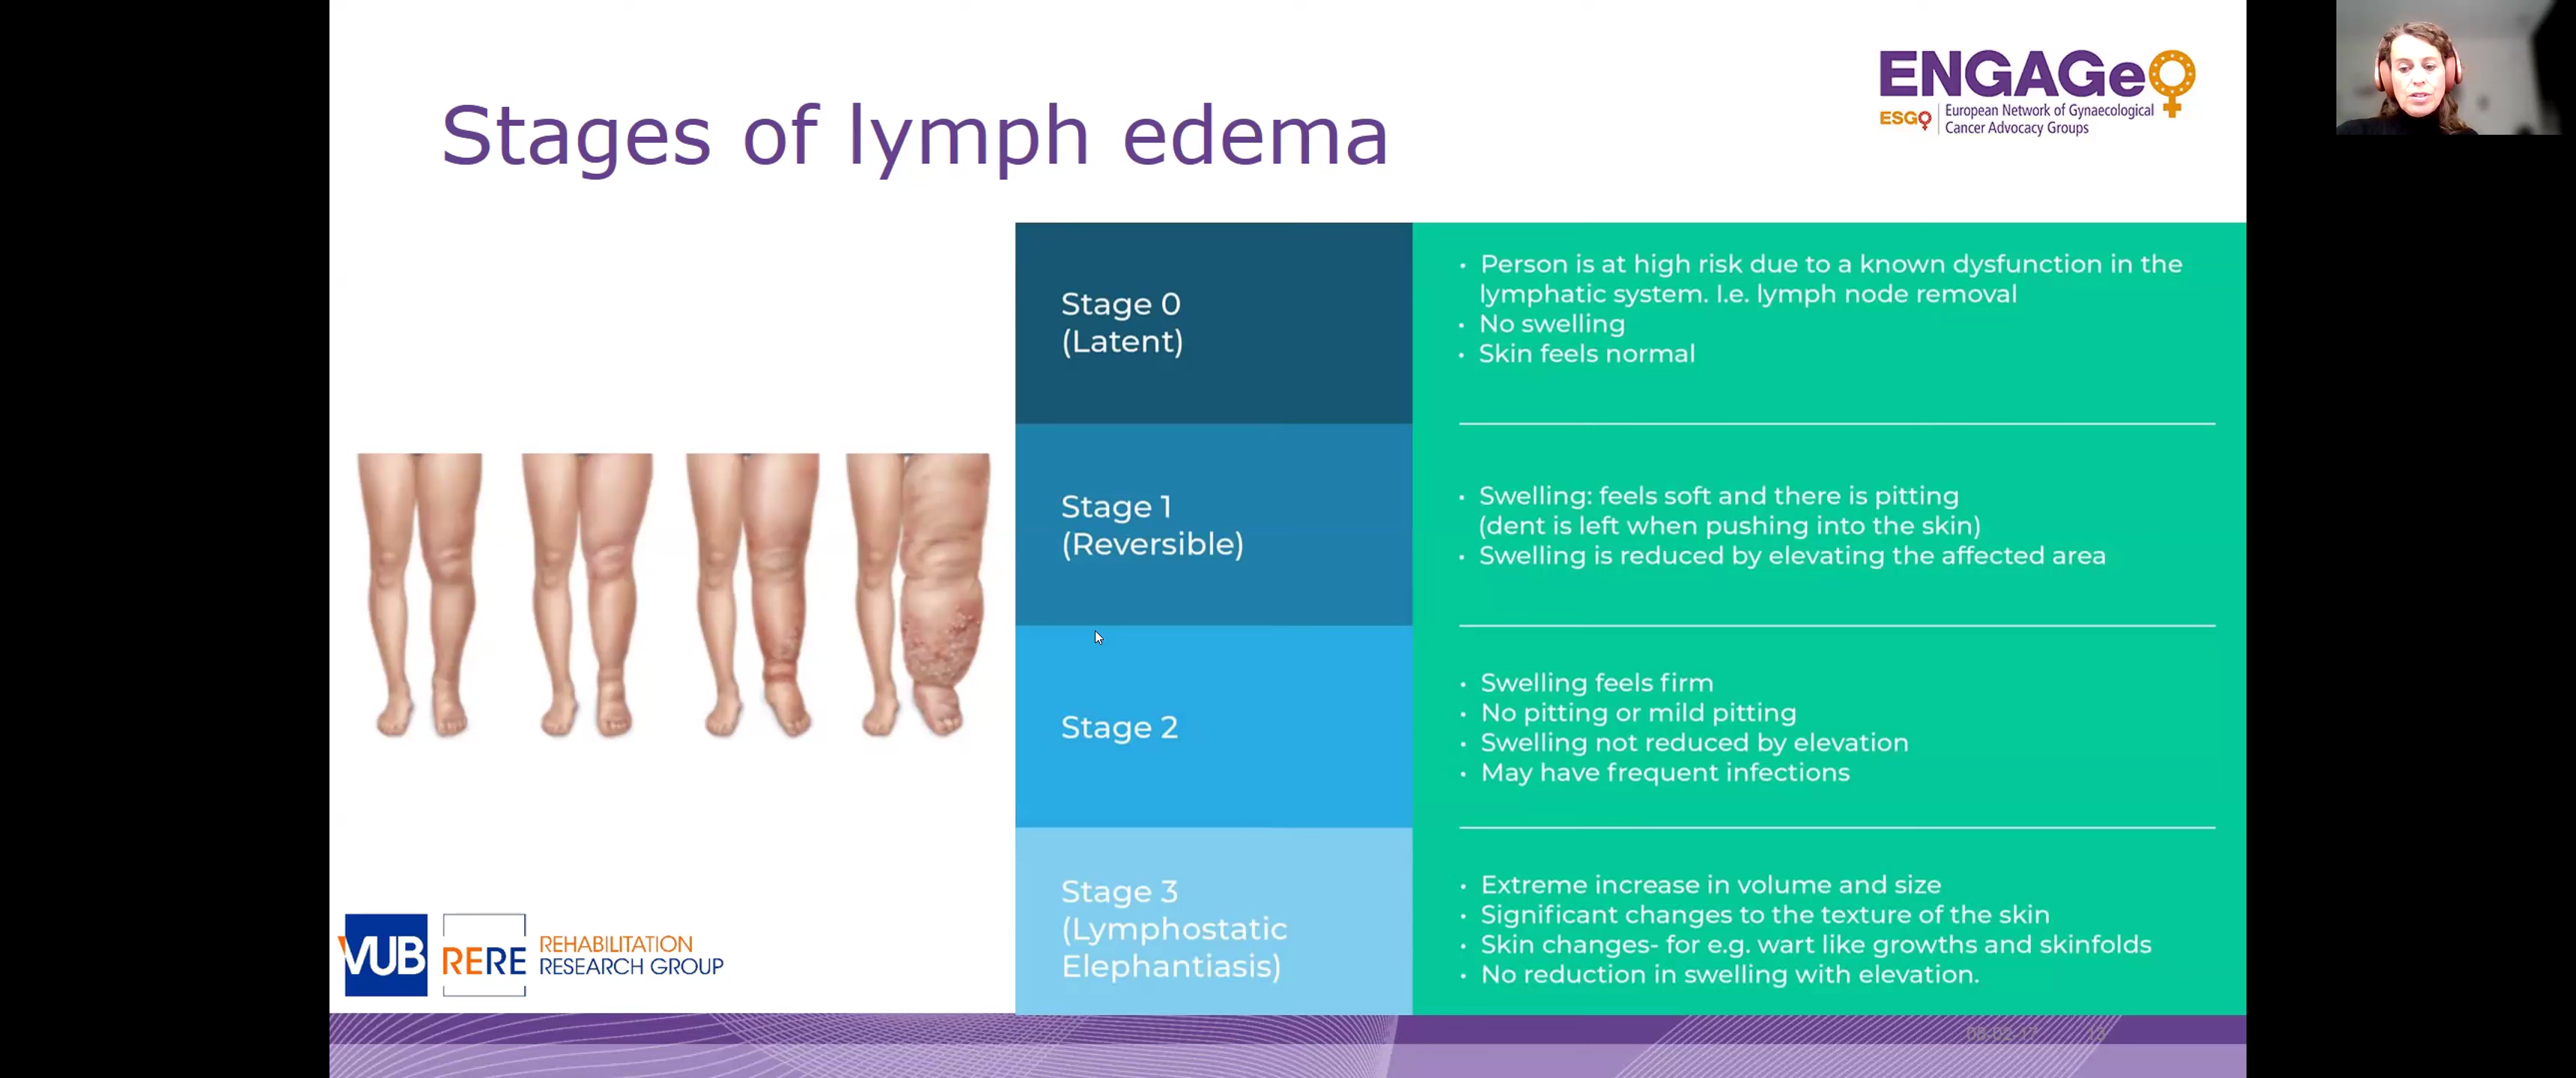 Stages of lymph edema
ENGAGe
ESGO
European Network of Gynaecological
Cancer Advocacy Groups
Stage 0
(Latent)
• Person is at high risk due to a known dysfunction in the
lymphatic system. I.e. lymph node removal
• No swelling
• Skin feels normal
Stage 1
(Reversible)
• Swelling: feels soft and there is pitting
(dent is left when pushing into the skin)
• Swelling is reduced by elevating the affected area
Stage 2
• Swelling feels firm
• No pitting or mild pitting
• Swelling not reduced by elevation
• May have frequent infections
Stage 3
(Lymphostatic
Elephantiasis)
• Extreme increase in volume and size
• Significant changes to the texture of the skin
• Skin changes- for e.g. wart like growths and skinfolds
• No reduction in swelling with elevation.
VUB
RERE
REHABILITATION
RESEARCH GROUP
08-02-17